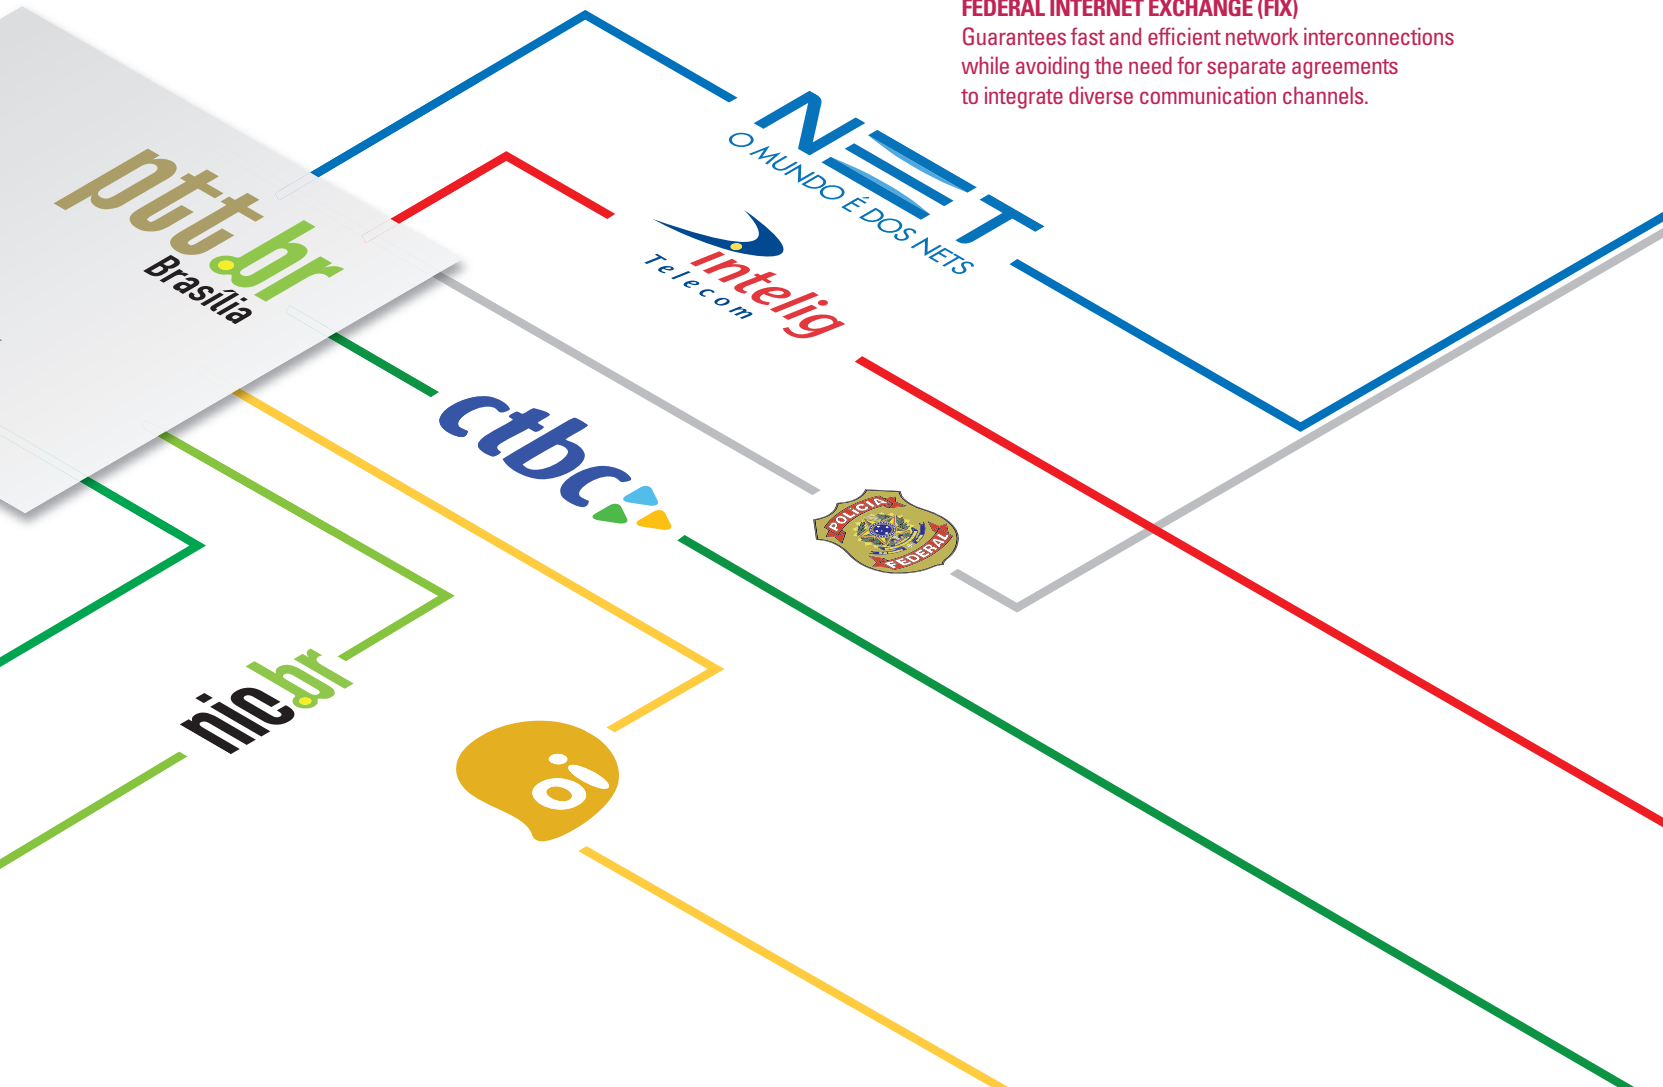 FEDERAL INTERNET EXCHANGE (FIX)
Guarantees fast and efficient network interconnections
while avoiding the need for separate agreements
to integrate diverse communication channels.
NET
O MUNDO É DOS NETS
ptt.br
Brasília
intelig
Telecom
ctbc
POLÍCIA
FEDERAL
nic.br
oi